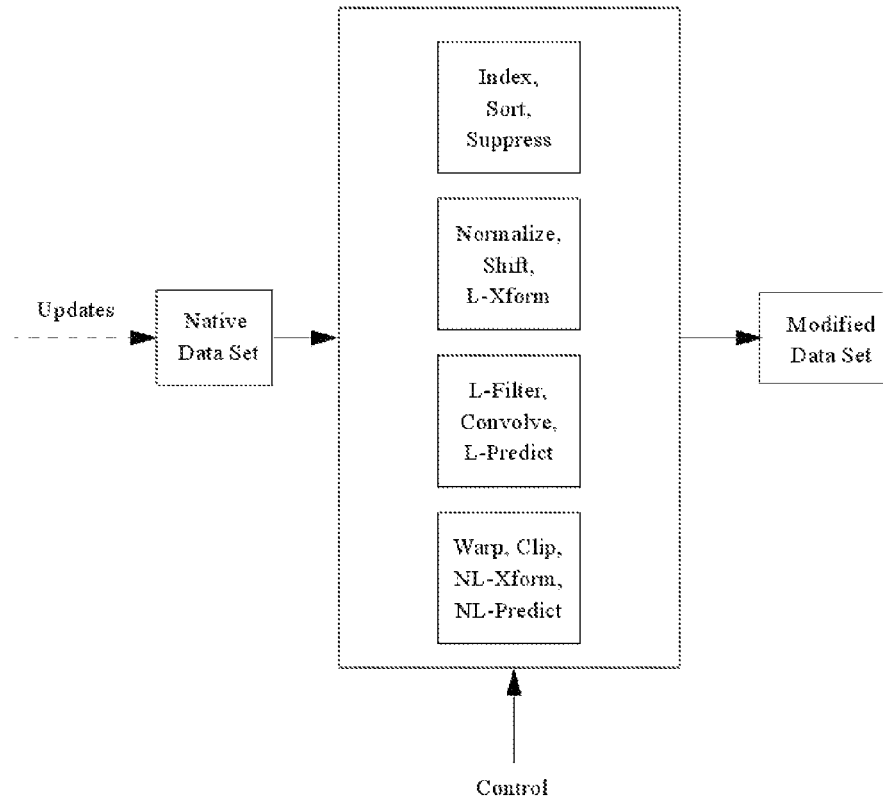 Index,
Sort,
Suppress
Normalize,
Shift,
L-Xform
Updates
Native
Data Set
Modified
Data Set
L-Filter,
Convolve,
L-Predict
Warp, Clip,
NL-Xform,
NL-Predict
Control